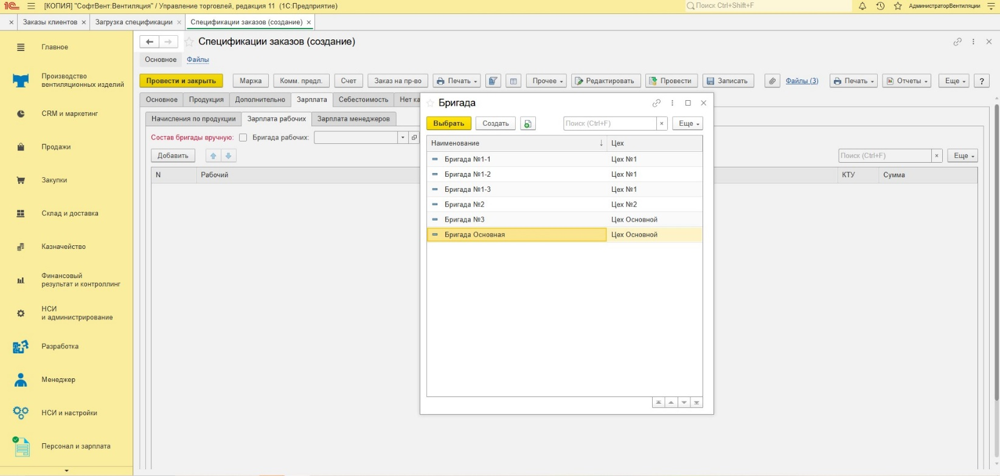 1С [КОПИЯ] "СофтВент:Вентиляция" / Управление торговлей, редакция 11 (1С:Предприятие)
Поиск Ctrl+Shift+F
АдминистраторВентиляции
Заказы клиентов
Загрузка спецификации
Спецификации заказов (создание)
Главное
Производство
вентиляционных изделий
CRM и маркетинг
Продажи
Закупки
Склад и доставка
Казначейство
Финансовый
результат и контроллинг
НСИ
и администрирование
Разработка
Менеджер
НСИ и настройки
Персонал и зарплата
Спецификации заказов (создание)
Основное Файлы
Провести и закрыть Маржа Комм. предл. Счет Заказ на пр-во Печать Прочее Редактировать Провести Записать Файлы (3) Печать Отчеты Еще ?
Основное Продукция Дополнительно Зарплата Себестоимость Нет ка
Начисления по продукции Зарплата рабочих Зарплата менеджеров
Состав бригады вручную: Бригада рабочих:
Добавить
Поиск (Ctrl+F) × Еще
N Рабочий КТУ Сумма
Бригада
Выбрать Создать Поиск (Ctrl+F) × Еще
Наименование ↓ Цех
Бригада №1-1 Цех №1
Бригада №1-2 Цех №1
Бригада №1-3 Цех №1
Бригада №2 Цех №2
Бригада №3 Цех Основной
Бригада Основная Цех Основной